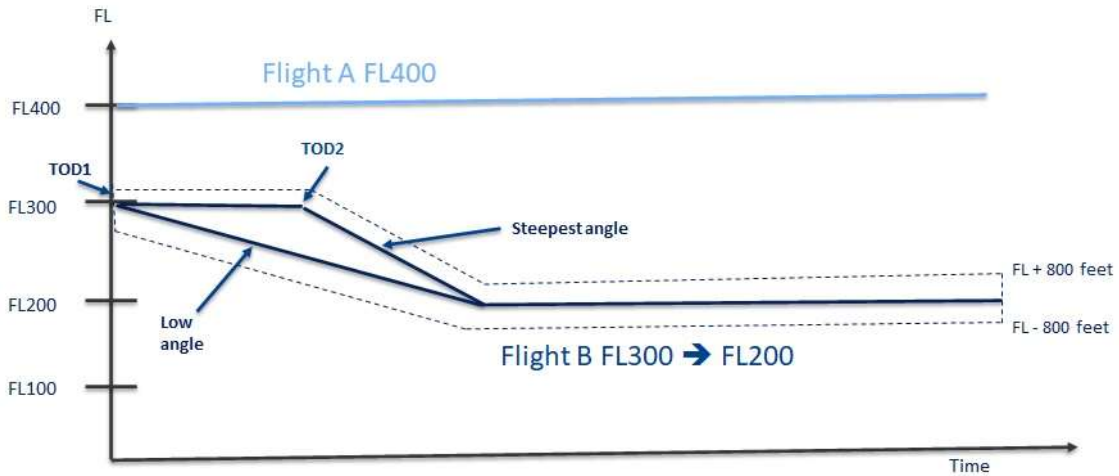 FL
Flight A FL400
FL400
TOD2
TOD1
FL300
Steepest angle
FL + 800 feet
FL200
Low
angle
FL - 800 feet
Flight B FL300 ➔ FL200
FL100
Time